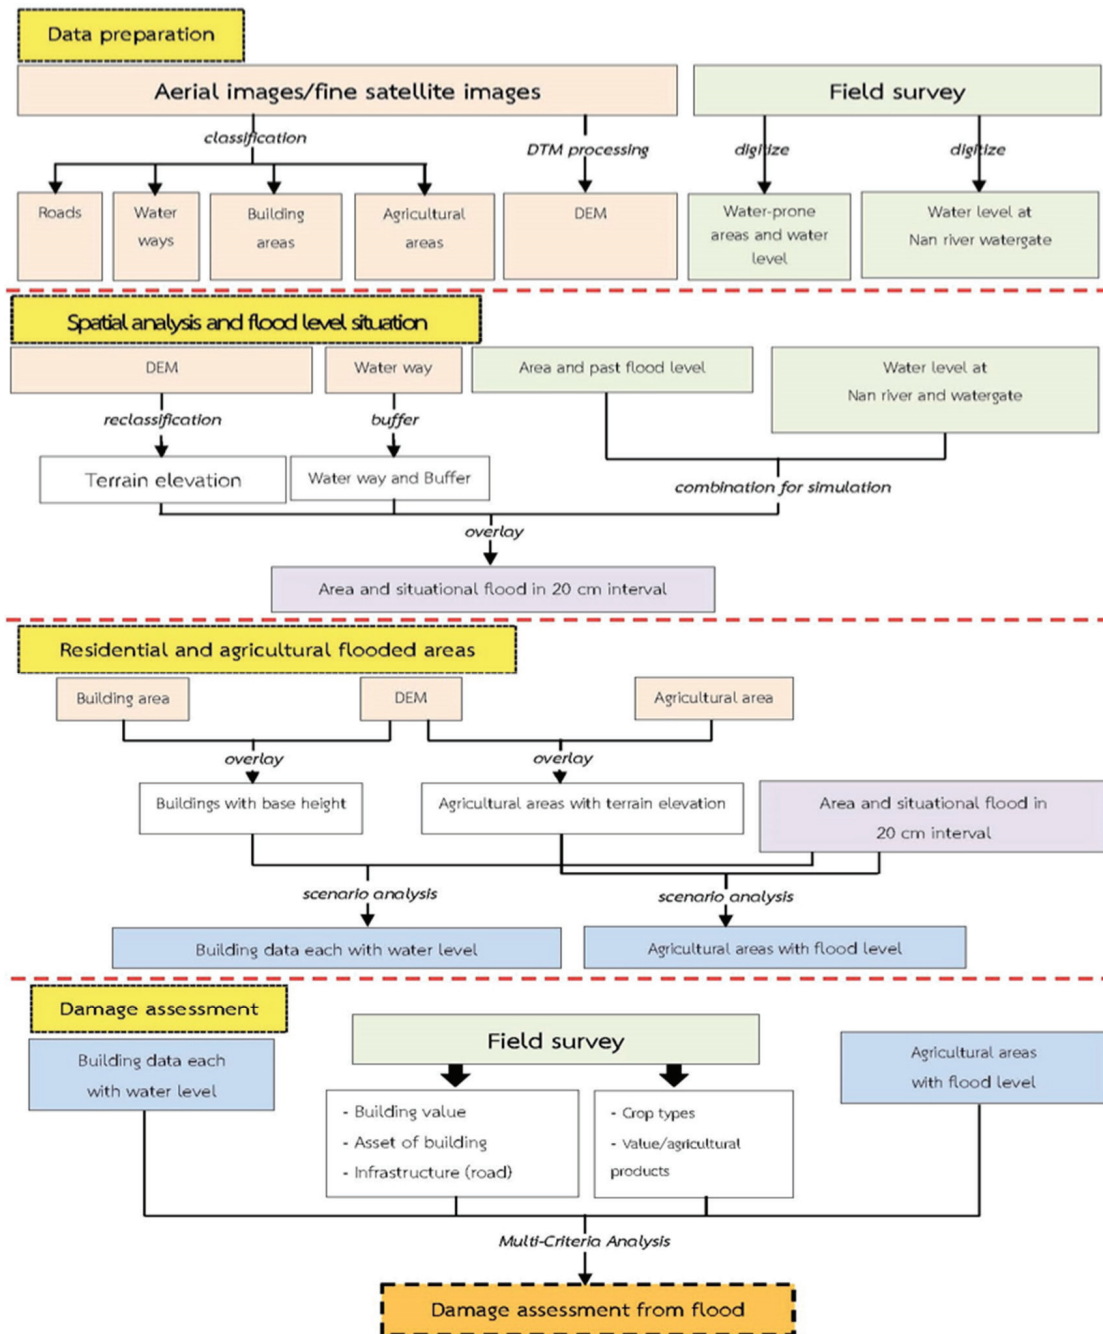 Data preparation
Aerial images/fine satellite images
Field survey
classification
DTM processing
digitize
digitize
Roads
Water
ways
Building
areas
Agricultural
areas
DEM
Water-prone
areas and water
level
Water level at
Nan river watergate
Spatial analysis and flood level situation
DEM
Water way
Area and past flood level
Water level at
Nan river and watergate
reclassification
buffer
Terrain elevation
Water way and Buffer
combination for simulation
overlay
Area and situational flood in 20 cm interval
Residential and agricultural flooded areas
Building area
DEM
Agricultural area
overlay
overlay
Buildings with base height
Agricultural areas with terrain elevation
Area and situational flood in
20 cm interval
scenario analysis
scenario analysis
Building data each with water level
Agricultural areas with flood level
Damage assessment
Building data each
with water level
Field survey
Agricultural areas
with flood level
- Building value
- Asset of building
- Infrastructure (road)
- Crop types
- Value/agricultural
products
Multi-Criteria Analysis
Damage assessment from flood